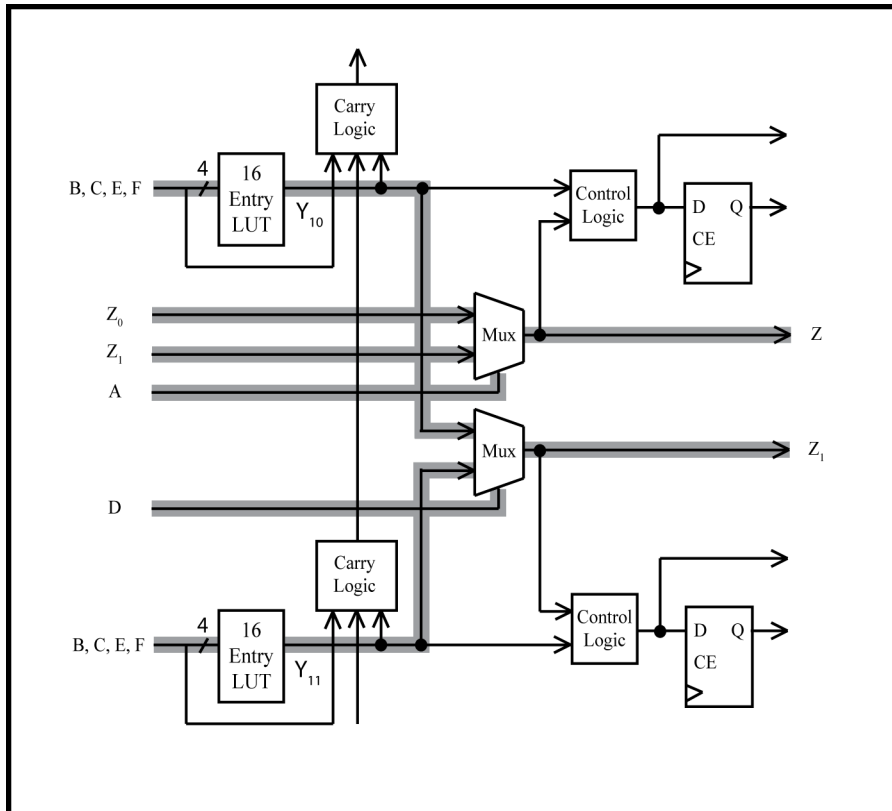 Carry
Logic
4
B, C, E, F
16
Entry
LUT
Y10
Control
Logic
D Q
CE
Z0
Mux
Z
Z1
A
Mux
Z1
D
Carry
Logic
4
B, C, E, F
16
Entry
LUT
Y11
Control
Logic
D Q
CE